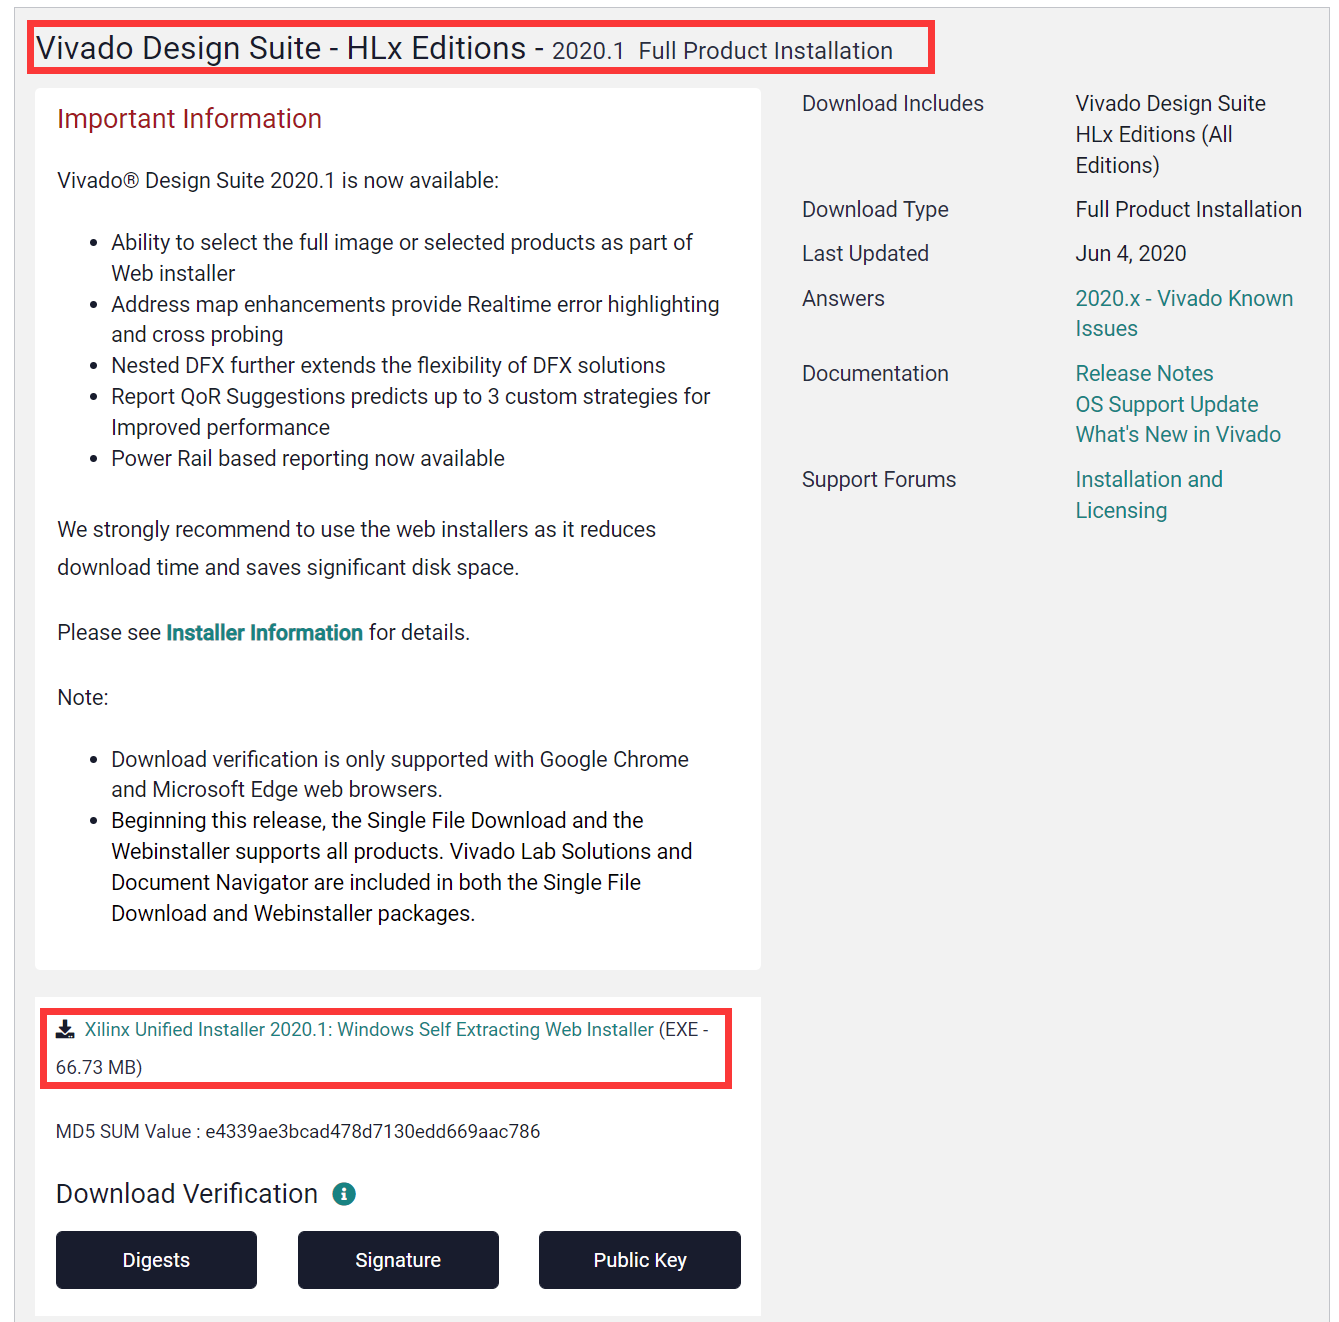 Vivado Design Suite - HLx Editions - 2020.1 Full Product Installation
Important Information
Vivado® Design Suite 2020.1 is now available:
• Ability to select the full image or selected products as part of
Web installer
• Address map enhancements provide Realtime error highlighting
and cross probing
• Nested DFX further extends the flexibility of DFX solutions
• Report QoR Suggestions predicts up to 3 custom strategies for
Improved performance
• Power Rail based reporting now available
We strongly recommend to use the web installers as it reduces
download time and saves significant disk space.
Please see Installer Information for details.
Note:
• Download verification is only supported with Google Chrome
and Microsoft Edge web browsers.
• Beginning this release, the Single File Download and the
Webinstaller supports all products. Vivado Lab Solutions and
Document Navigator are included in both the Single File
Download and Webinstaller packages.
Xilinx Unified Installer 2020.1: Windows Self Extracting Web Installer (EXE -
66.73 MB)
MD5 SUM Value : e4339ae3bcad478d7130edd669aac786
Download Verification
Digests
Signature
Public Key
Download Includes
Vivado Design Suite
HLx Editions (All
Editions)
Download Type
Full Product Installation
Last Updated
Jun 4, 2020
Answers
2020.x - Vivado Known
Issues
Documentation
Release Notes
OS Support Update
What's New in Vivado
Support Forums
Installation and
Licensing